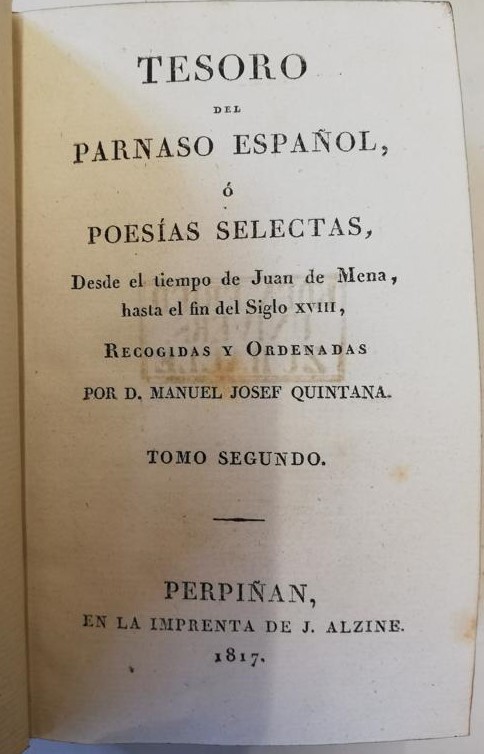 TESORO
DEL
PARNASO ESPAÑOL,
ó
POESÍAS SELECTAS,
Desde el tiempo de Juan de Mena,
hasta el fin del Siglo XVIII,
RECOGIDAS Y ORDENADAS
POR D. MANUEL JOSEF QUINTANA.
TOMO SEGUNDO.
PERPIÑAN,
EN LA IMPRENTA DE J. ALZINE.
1817.